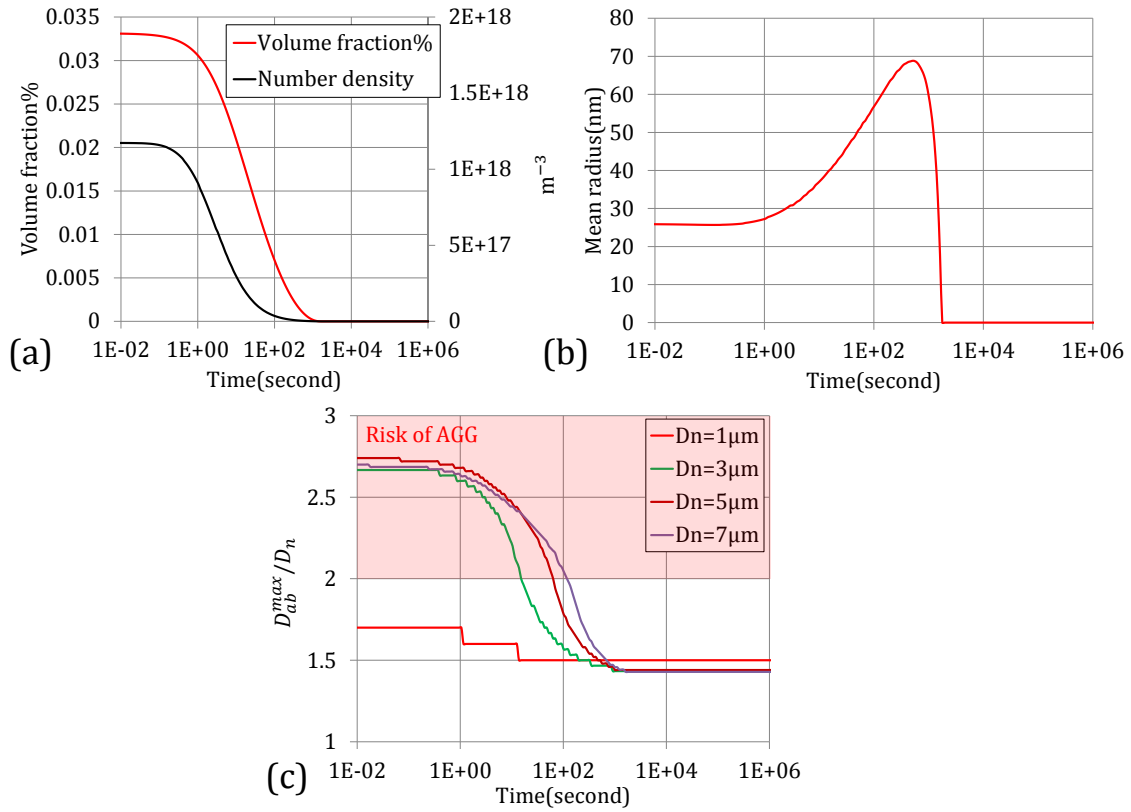 0.035
0.03
0.025
0.02
0.015
0.01
0.005
0
Volume fraction%
Volume fraction%
Number density
2E+18
1.5E+18
1E+18
5E+17
0
m⁻³
1E-02 1E+00 1E+02 1E+04 1E+06
Time(second)
(a)
80
70
60
50
40
30
20
10
0
Mean radius(nm)
1E-02 1E+00 1E+02 1E+04 1E+06
Time(second)
(b)
3
2.5
2
1.5
1
D_{ab}^{max}/D_n
Risk of AGG
Dn=1µm
Dn=3µm
Dn=5µm
Dn=7µm
1E-02 1E+00 1E+02 1E+04 1E+06
Time(second)
(c)